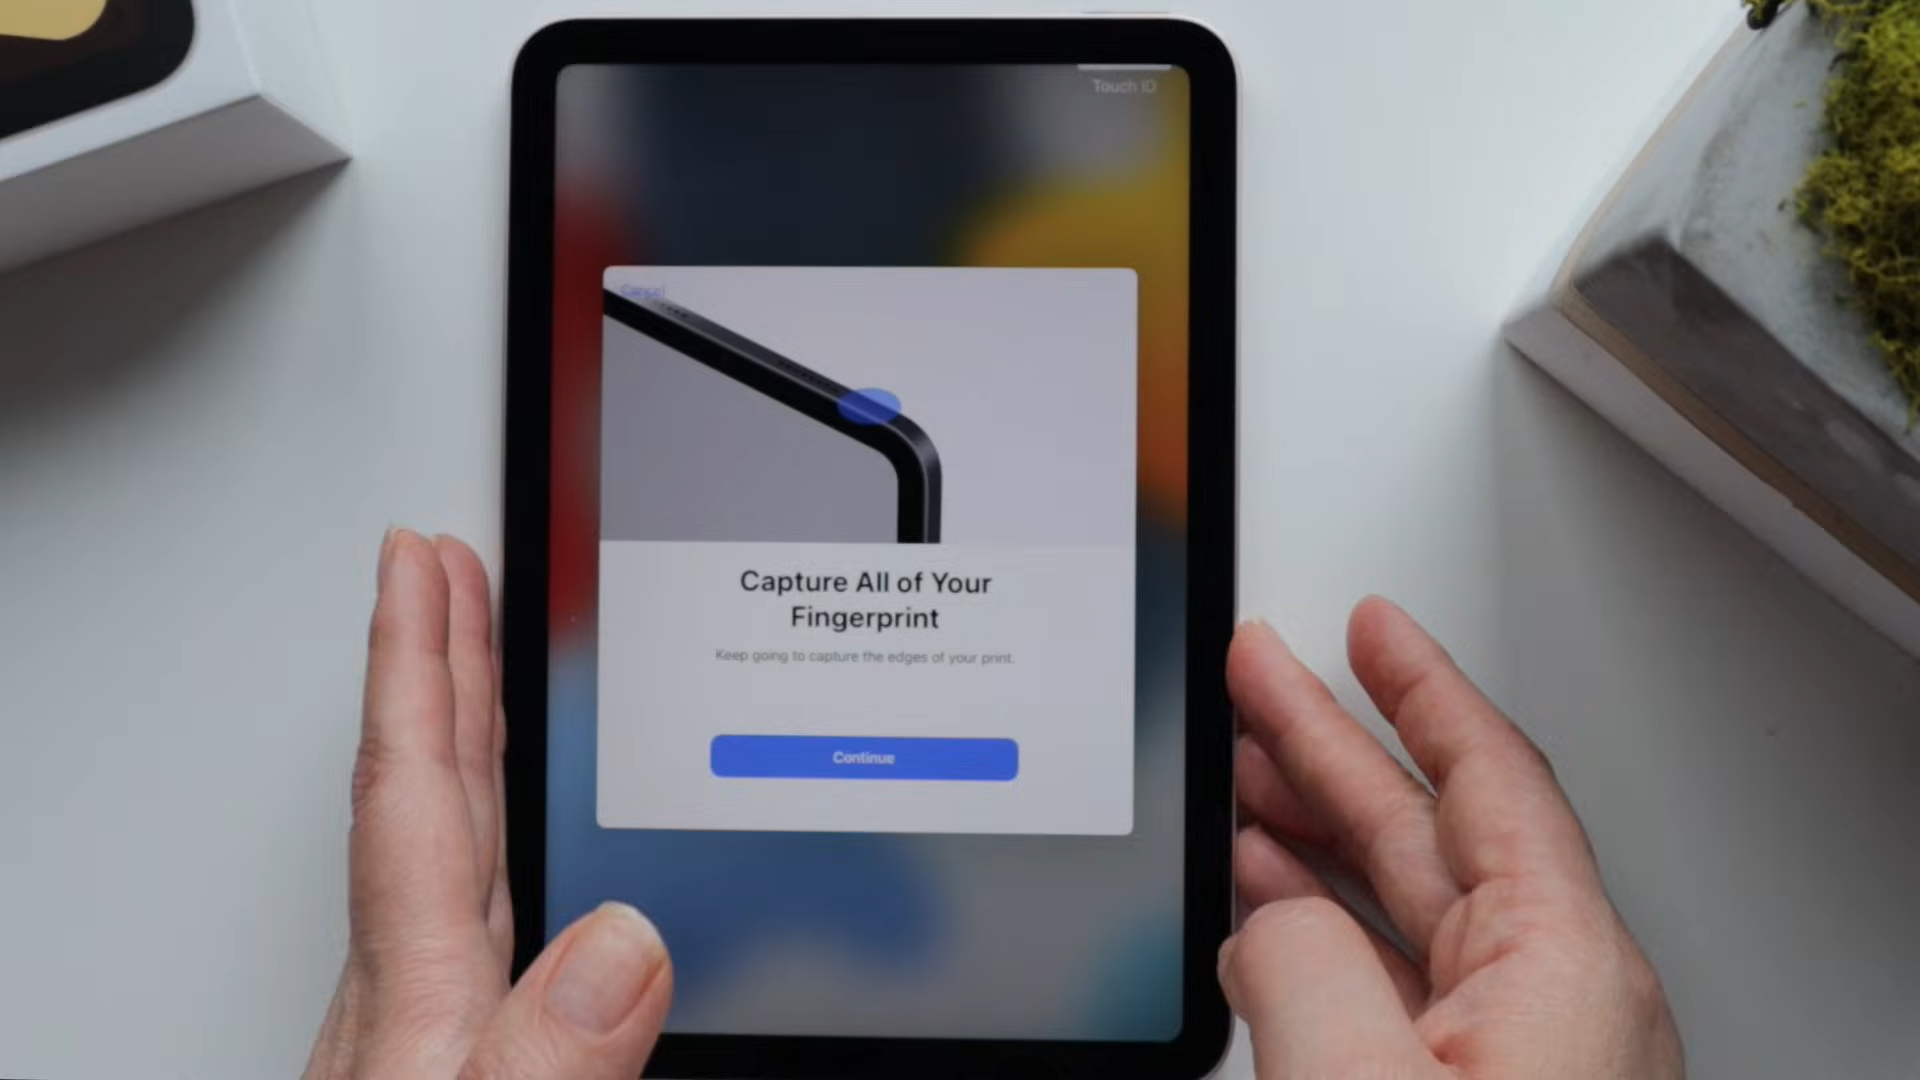 Touch ID
Cancel
Capture All of Your
Fingerprint
Keep going to capture the edges of your print.
Continue